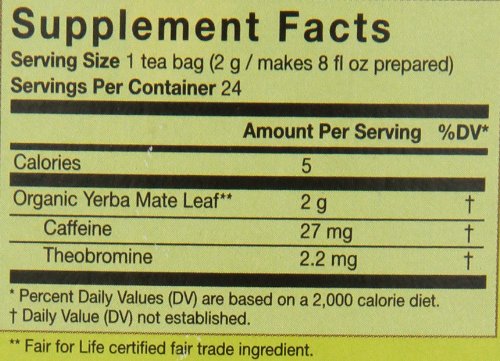 Supplement Facts
Serving Size 1 tea bag (2 g / makes 8 fl oz prepared)
Servings Per Container 24
Amount Per Serving %DV*
Calories 5
Organic Yerba Mate Leaf** 2 g †
Caffeine 27 mg †
Theobromine 2.2 mg †
* Percent Daily Values (DV) are based on a 2,000 calorie diet.
† Daily Value (DV) not established.
** Fair for Life certified fair trade ingredient.